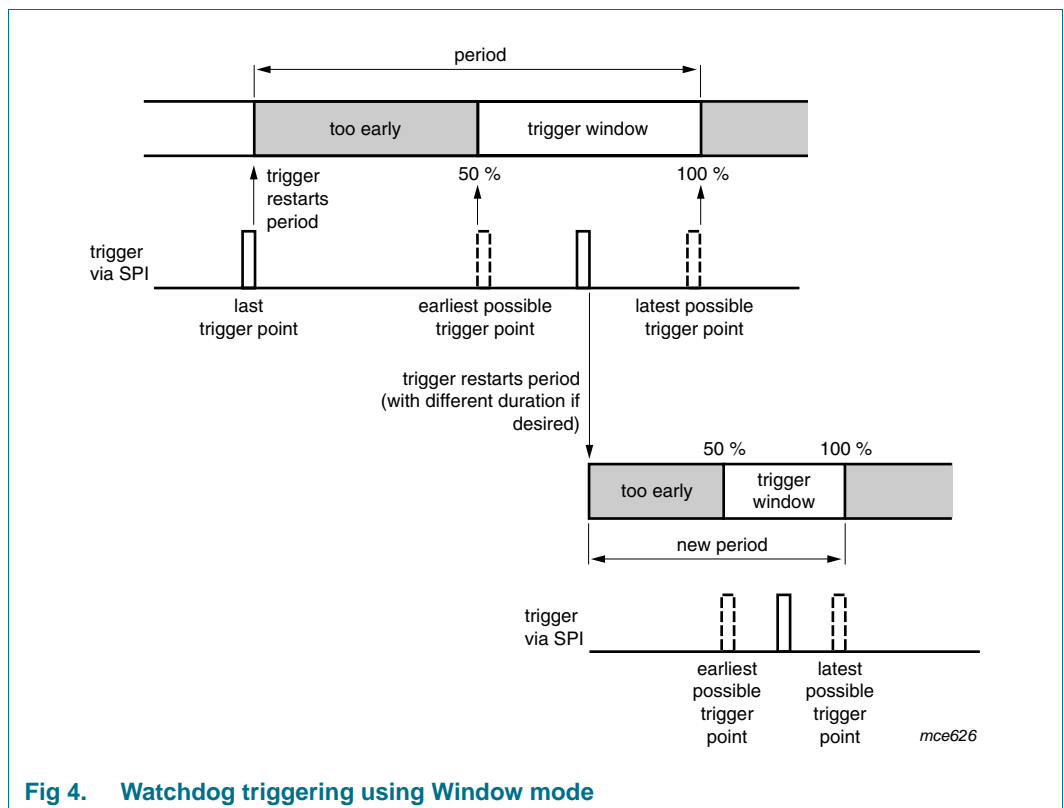 period
too early
trigger window
trigger
restarts
period
50 %
100 %
trigger
via SPI
last
trigger point
earliest possible
trigger point
latest possible
trigger point
trigger restarts period
(with different duration if
desired)
50 %
100 %
too early
trigger
window
new period
trigger
via SPI
earliest
possible
trigger
point
latest
possible
trigger
point
mce626
Fig 4. Watchdog triggering using Window mode